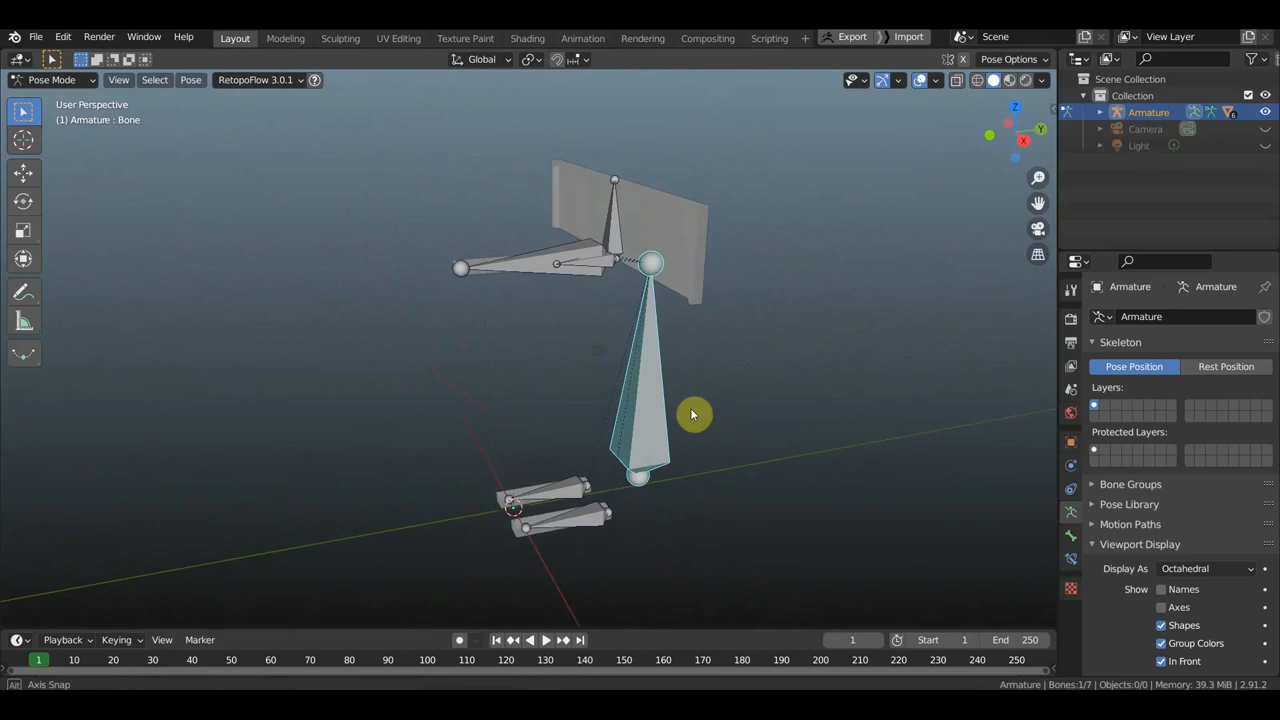 File Edit Render Window Help Layout Modeling Sculpting UV Editing Texture Paint Shading Animation Rendering Compositing Scripting + Export Import Scene View Layer
Global Pose Options
Pose Mode View Select Pose RetopoFlow 3.0.1
User Perspective
(1) Armature : Bone
Z
Y
X
Scene Collection
Collection
Armature 6
Camera
Light
Armature Armature
Armature
Skeleton
Pose Position Rest Position
Layers:
Protected Layers:
Bone Groups
Pose Library
Motion Paths
Viewport Display
Display As Octahedral
Show Names
Axes
Shapes
Group Colors
In Front
Playback Keying View Marker 1 Start 1 End 250
1 10 20 30 40 50 60 70 80 90 100 110 120 130 140 150 160 170 180 190 200 210 220 230 240 250
Alt Axis Snap Armature | Bones:1/7 | Objects:0/0 | Memory: 39.3 MiB | 2.91.2